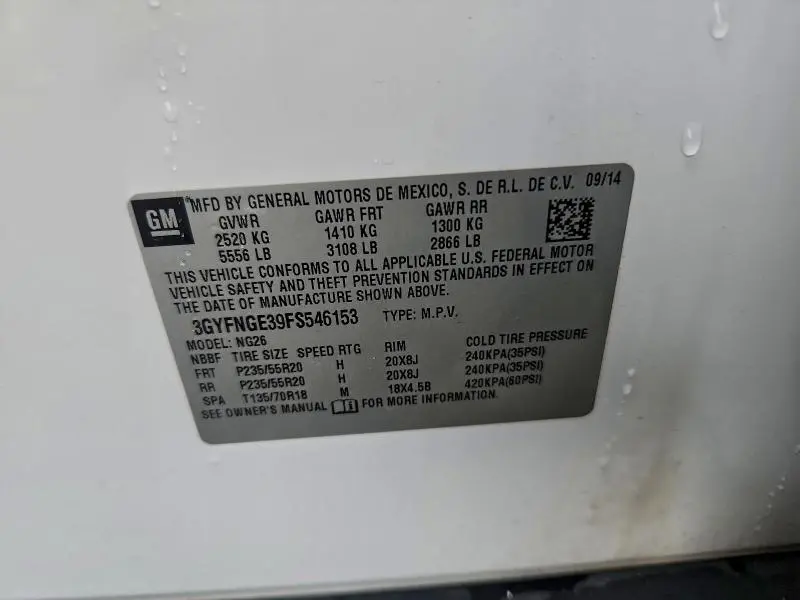 GM
MFD BY GENERAL MOTORS DE MEXICO, S. DE R.L. DE C.V. 09/14
GVWR GAWR FRT GAWR RR
2520 KG 1410 KG 1300 KG
5556 LB 3108 LB 2866 LB
THIS VEHICLE CONFORMS TO ALL APPLICABLE U.S. FEDERAL MOTOR
VEHICLE SAFETY AND THEFT PREVENTION STANDARDS IN EFFECT ON
THE DATE OF MANUFACTURE SHOWN ABOVE.
3GYFNGE39FS546153 TYPE: M.P.V.
MODEL: NG26
NBBF TIRE SIZE SPEED RTG RIM COLD TIRE PRESSURE
FRT P235/55R20 H 20X8J 240KPA(35PSI)
RR P235/55R20 H 20X8J 240KPA(35PSI)
SPA T135/70R18 M 18X4.5B 420KPA(60PSI)
SEE OWNER'S MANUAL FOR MORE INFORMATION.